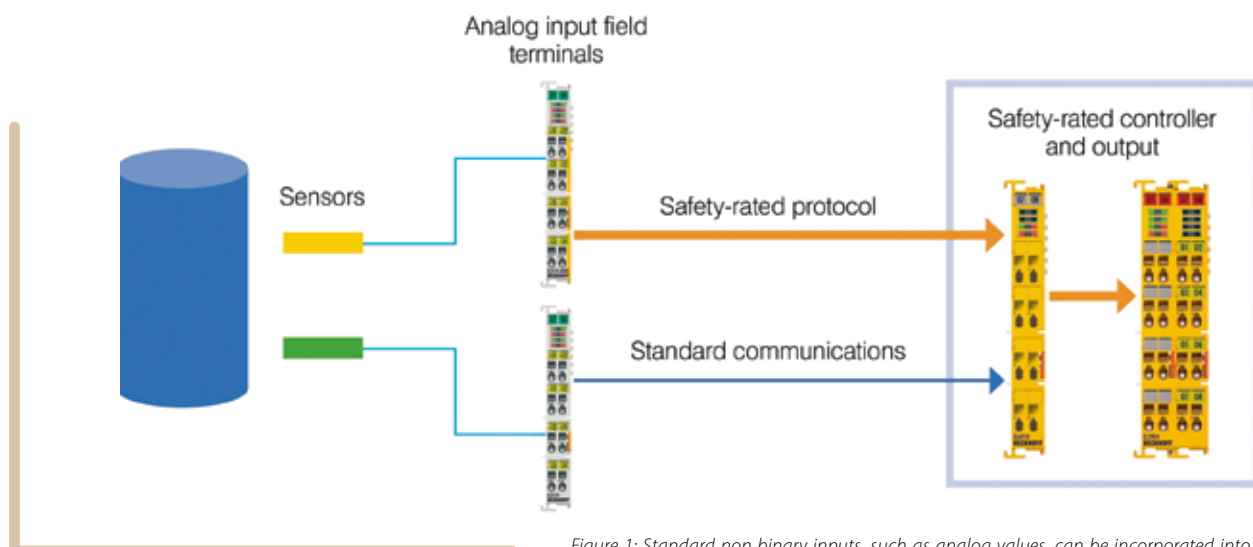 Analog input field
terminals
Safety-rated controller
and output
Sensors
Safety-rated protocol
Standard communications
Figure 1: Standard non binary inputs, such as analog values, can be incorporated into